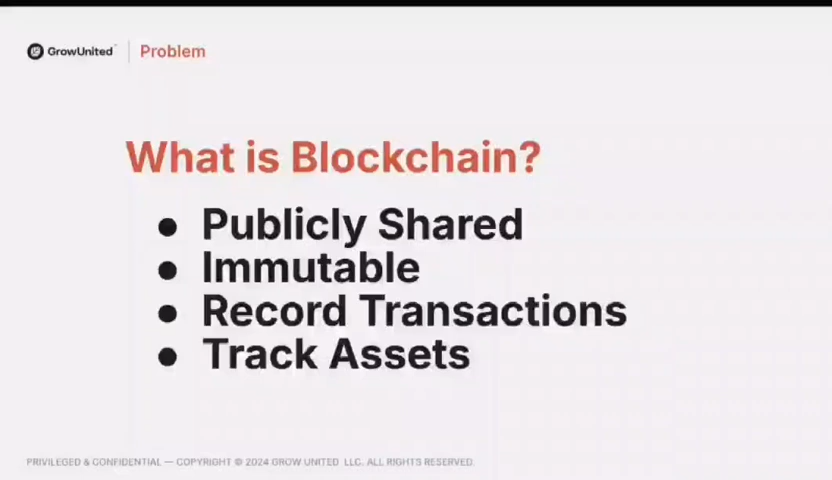 GrowUnited
Problem
What is Blockchain?
● Publicly Shared
● Immutable
● Record Transactions
● Track Assets
PRIVILEGED & CONFIDENTIAL — COPYRIGHT © 2024 GROW UNITED LLC. ALL RIGHTS RESERVED.